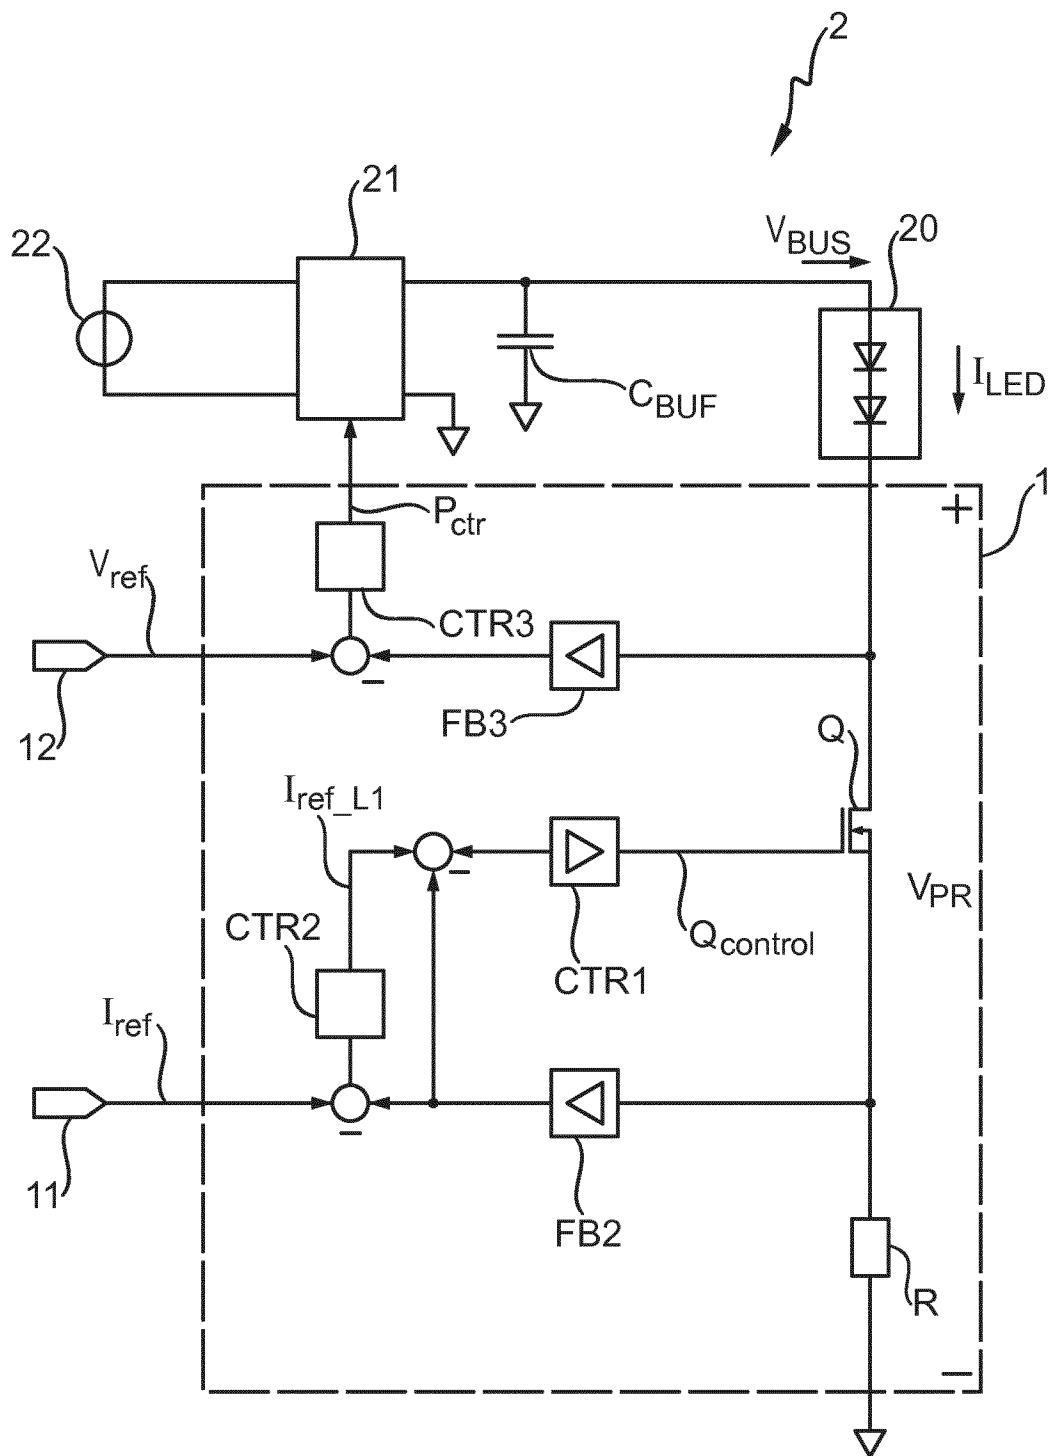 2
21
22
V_BUS
20
C_BUF
I_LED
1
+
P_ctr
V_ref
CTR3
12
FB3
Q
I_ref_L1
CTR2
V_PR
Q_control
CTR1
I_ref
11
FB2
R